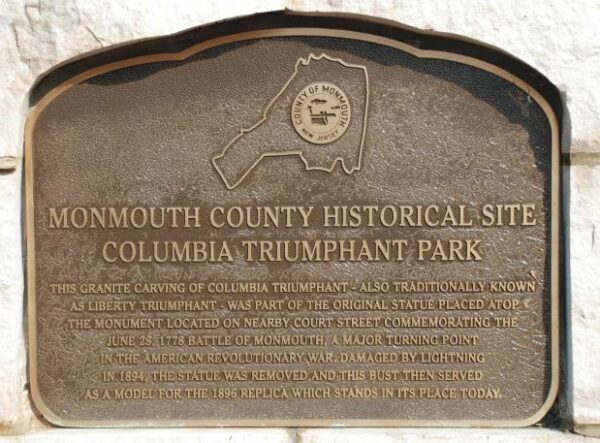 COUNTY OF MONMOUTH
NEW JERSEY
MONMOUTH COUNTY HISTORICAL SITE
COLUMBIA TRIUMPHANT PARK
THIS GRANITE CARVING OF COLUMBIA TRIUMPHANT - ALSO TRADITIONALLY KNOWN
AS LIBERTY TRIUMPHANT - WAS PART OF THE ORIGINAL STATUE PLACED ATOP
THE MONUMENT LOCATED ON NEARBY COURT STREET COMMEMORATING THE
JUNE 28, 1778 BATTLE OF MONMOUTH, A MAJOR TURNING POINT
IN THE AMERICAN REVOLUTIONARY WAR. DAMAGED BY LIGHTNING
IN 1894, THE STATUE WAS REMOVED AND THIS BUST THEN SERVED
AS A MODEL FOR THE 1896 REPLICA WHICH STANDS IN ITS PLACE TODAY.